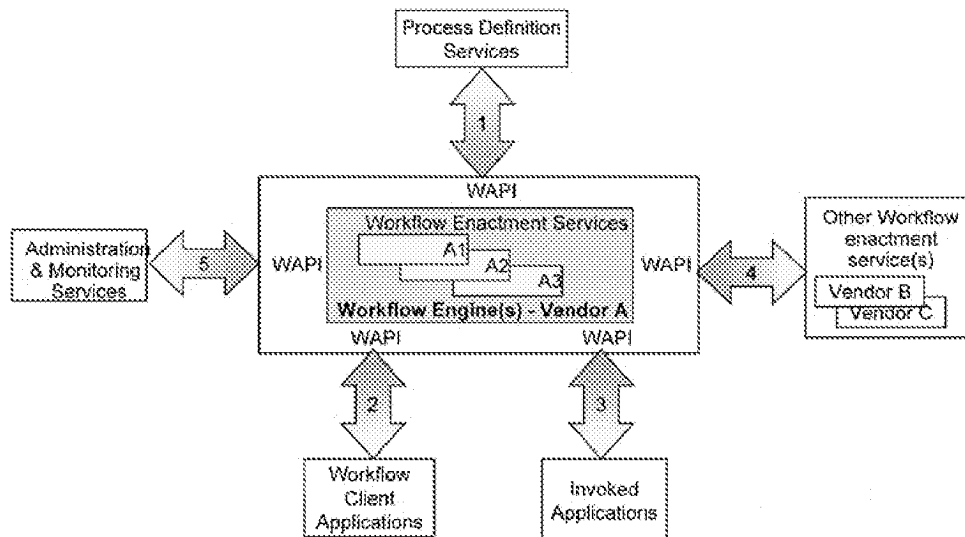 Process Definition
Services
1
WAPI
Workflow Enactment Services
A1
A2
A3
Workflow Engine(s) - Vendor A
WAPI
WAPI
WAPI
WAPI
Administration
& Monitoring
Services
5
4
Other Workflow
enactment
service(s)
Vendor B
Vendor C
2
3
Workflow
Client
Applications
Invoked
Applications